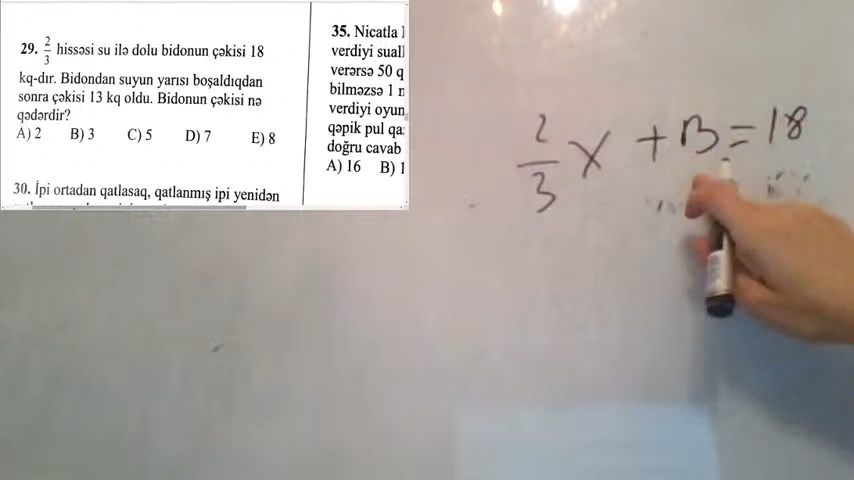 29. 2/3 hissəsi su ilə dolu bidonun çəkisi 18
kq-dır. Bidondan suyun yarısı boşaldıqdan
sonra çəkisi 13 kq oldu. Bidonun çəkisi nə
qədərdir?
A) 2 B) 3 C) 5 D) 7 E) 8
30. İpi ortadan qatlasaq, qatlanmış ipi yenidən
35. Nicatla
verdiyi sual
verərsə 50 q
bilməzsə 1
verdiyi oyun
qəpik pul qa
doğru cavab
A) 16 B) 1
2/3 X + B = 18